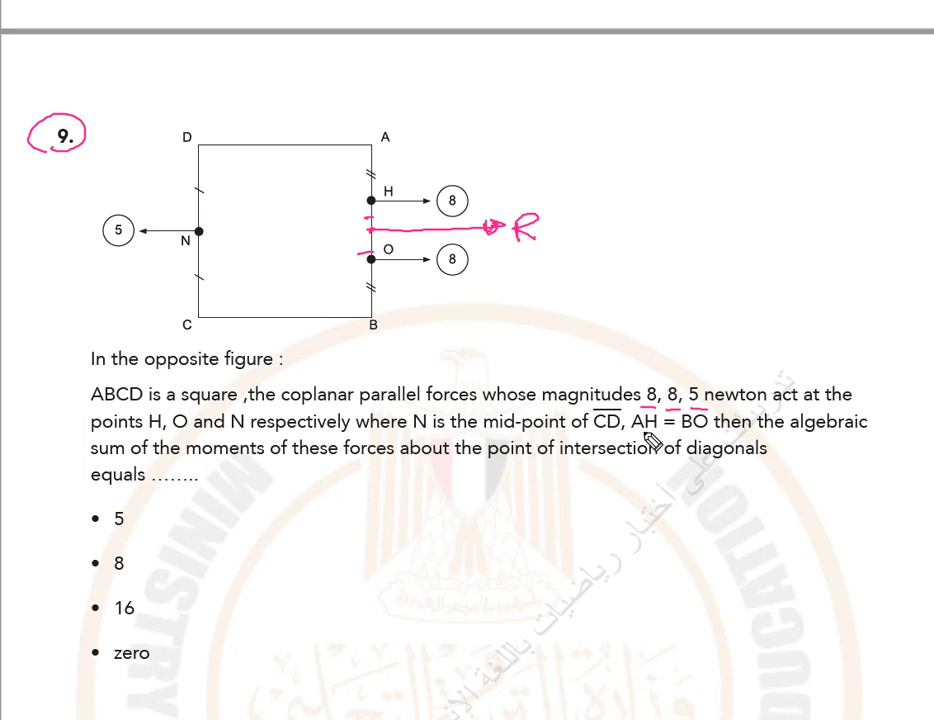 9.
D
A
H
8
5
R
N
O
8
C
B
In the opposite figure :
ABCD is a square ,the coplanar parallel forces whose magnitudes 8, 8, 5 newton act at the
points H, O and N respectively where N is the mid-point of CD, AH = BO then the algebraic
sum of the moments of these forces about the point of intersection of diagonals
equals ........
• 5
• 8
• 16
• zero
MINISTRY
EDUCATION